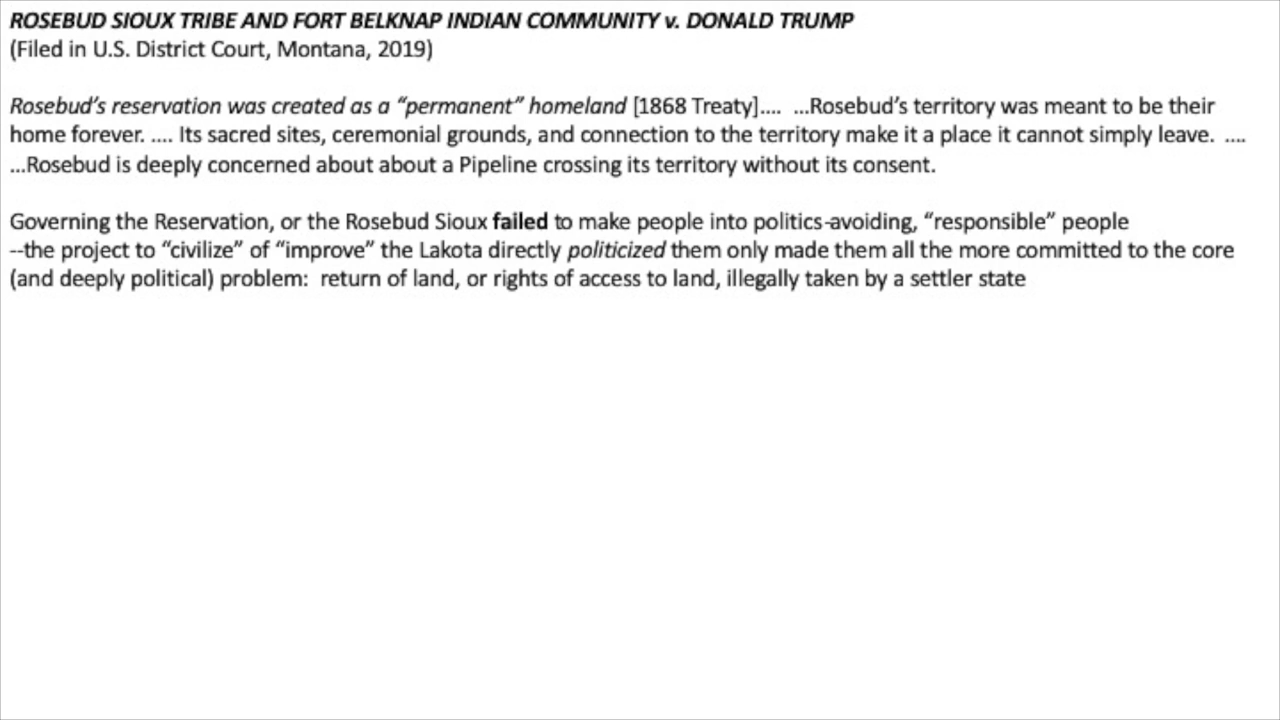 ROSEBUD SIOUX TRIBE AND FORT BELKNAP INDIAN COMMUNITY v. DONALD TRUMP
(Filed in U.S. District Court, Montana, 2019)
Rosebud’s reservation was created as a “permanent” homeland [1868 Treaty].... ...Rosebud’s territory was meant to be their
home forever. .... Its sacred sites, ceremonial grounds, and connection to the territory make it a place it cannot simply leave. ....
...Rosebud is deeply concerned about about a Pipeline crossing its territory without its consent.
Governing the Reservation, or the Rosebud Sioux failed to make people into politics-avoiding, “responsible” people
--the project to “civilize” of “improve” the Lakota directly politicized them only made them all the more committed to the core
(and deeply political) problem: return of land, or rights of access to land, illegally taken by a settler state